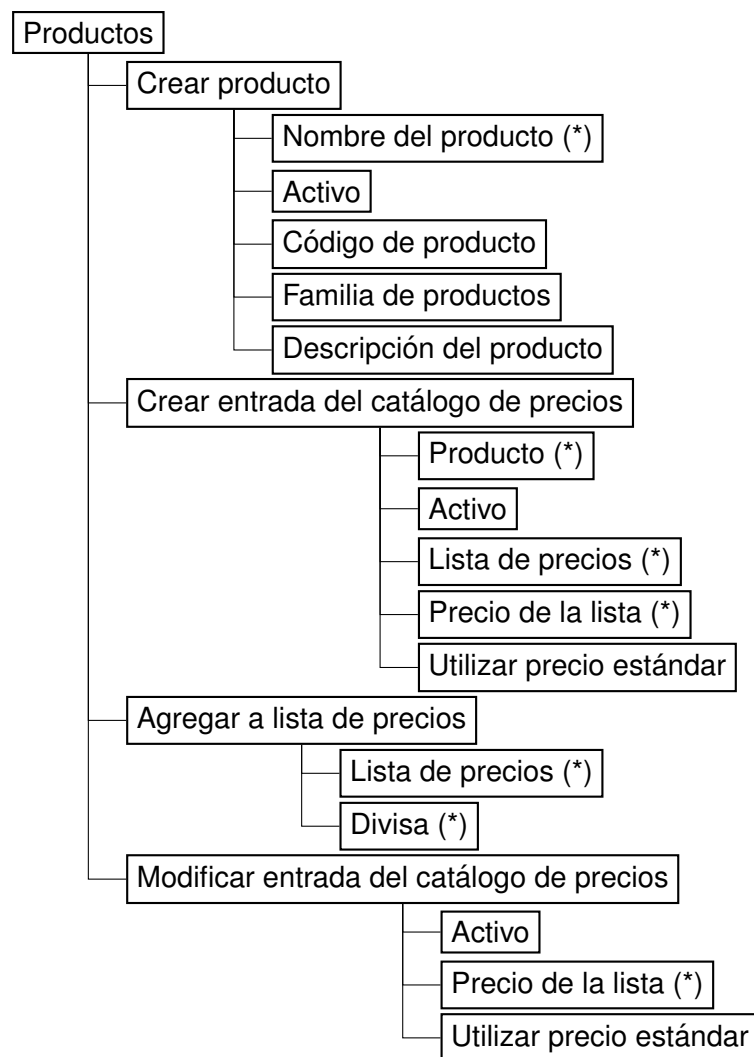 Productos
Crear producto
Nombre del producto (*)
Activo
Código de producto
Familia de productos
Descripción del producto
Crear entrada del catálogo de precios
Producto (*)
Activo
Lista de precios (*)
Precio de la lista (*)
Utilizar precio estándar
Agregar a lista de precios
Lista de precios (*)
Divisa (*)
Modificar entrada del catálogo de precios
Activo
Precio de la lista (*)
Utilizar precio estándar